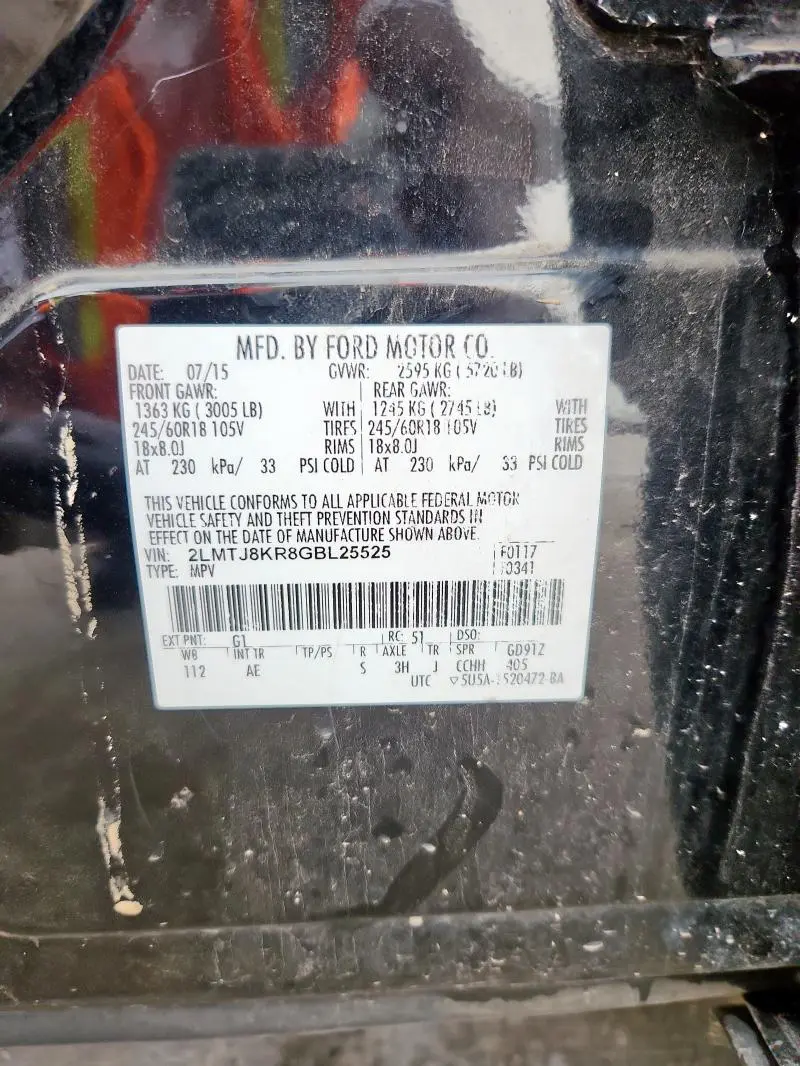 MFD. BY FORD MOTOR CO.
DATE: 07/15 GVWR: 2595 KG ( 5720 LB)
FRONT GAWR: REAR GAWR:
1363 KG ( 3005 LB) WITH 1245 KG ( 2745 LB) WITH
245/60R18 105V TIRES 245/60R18 105V TIRES
18x8.0J RIMS 18x8.0J RIMS
AT 230 kPa/ 33 PSI COLD AT 230 kPa/ 33 PSI COLD
THIS VEHICLE CONFORMS TO ALL APPLICABLE FEDERAL MOTOR
VEHICLE SAFETY AND THEFT PREVENTION STANDARDS IN
EFFECT ON THE DATE OF MANUFACTURE SHOWN ABOVE.
VIN: 2LMTJ8KR8GBL25525 F0117
TYPE: MPV T0341
EXT PNT: G1 RC: 51 DSO:
WB INT TR TP/PS R AXLE TR SPR GD91Z
112 AE S 3H J CCHH 405
UTC ▽5U5A-1520472-BA